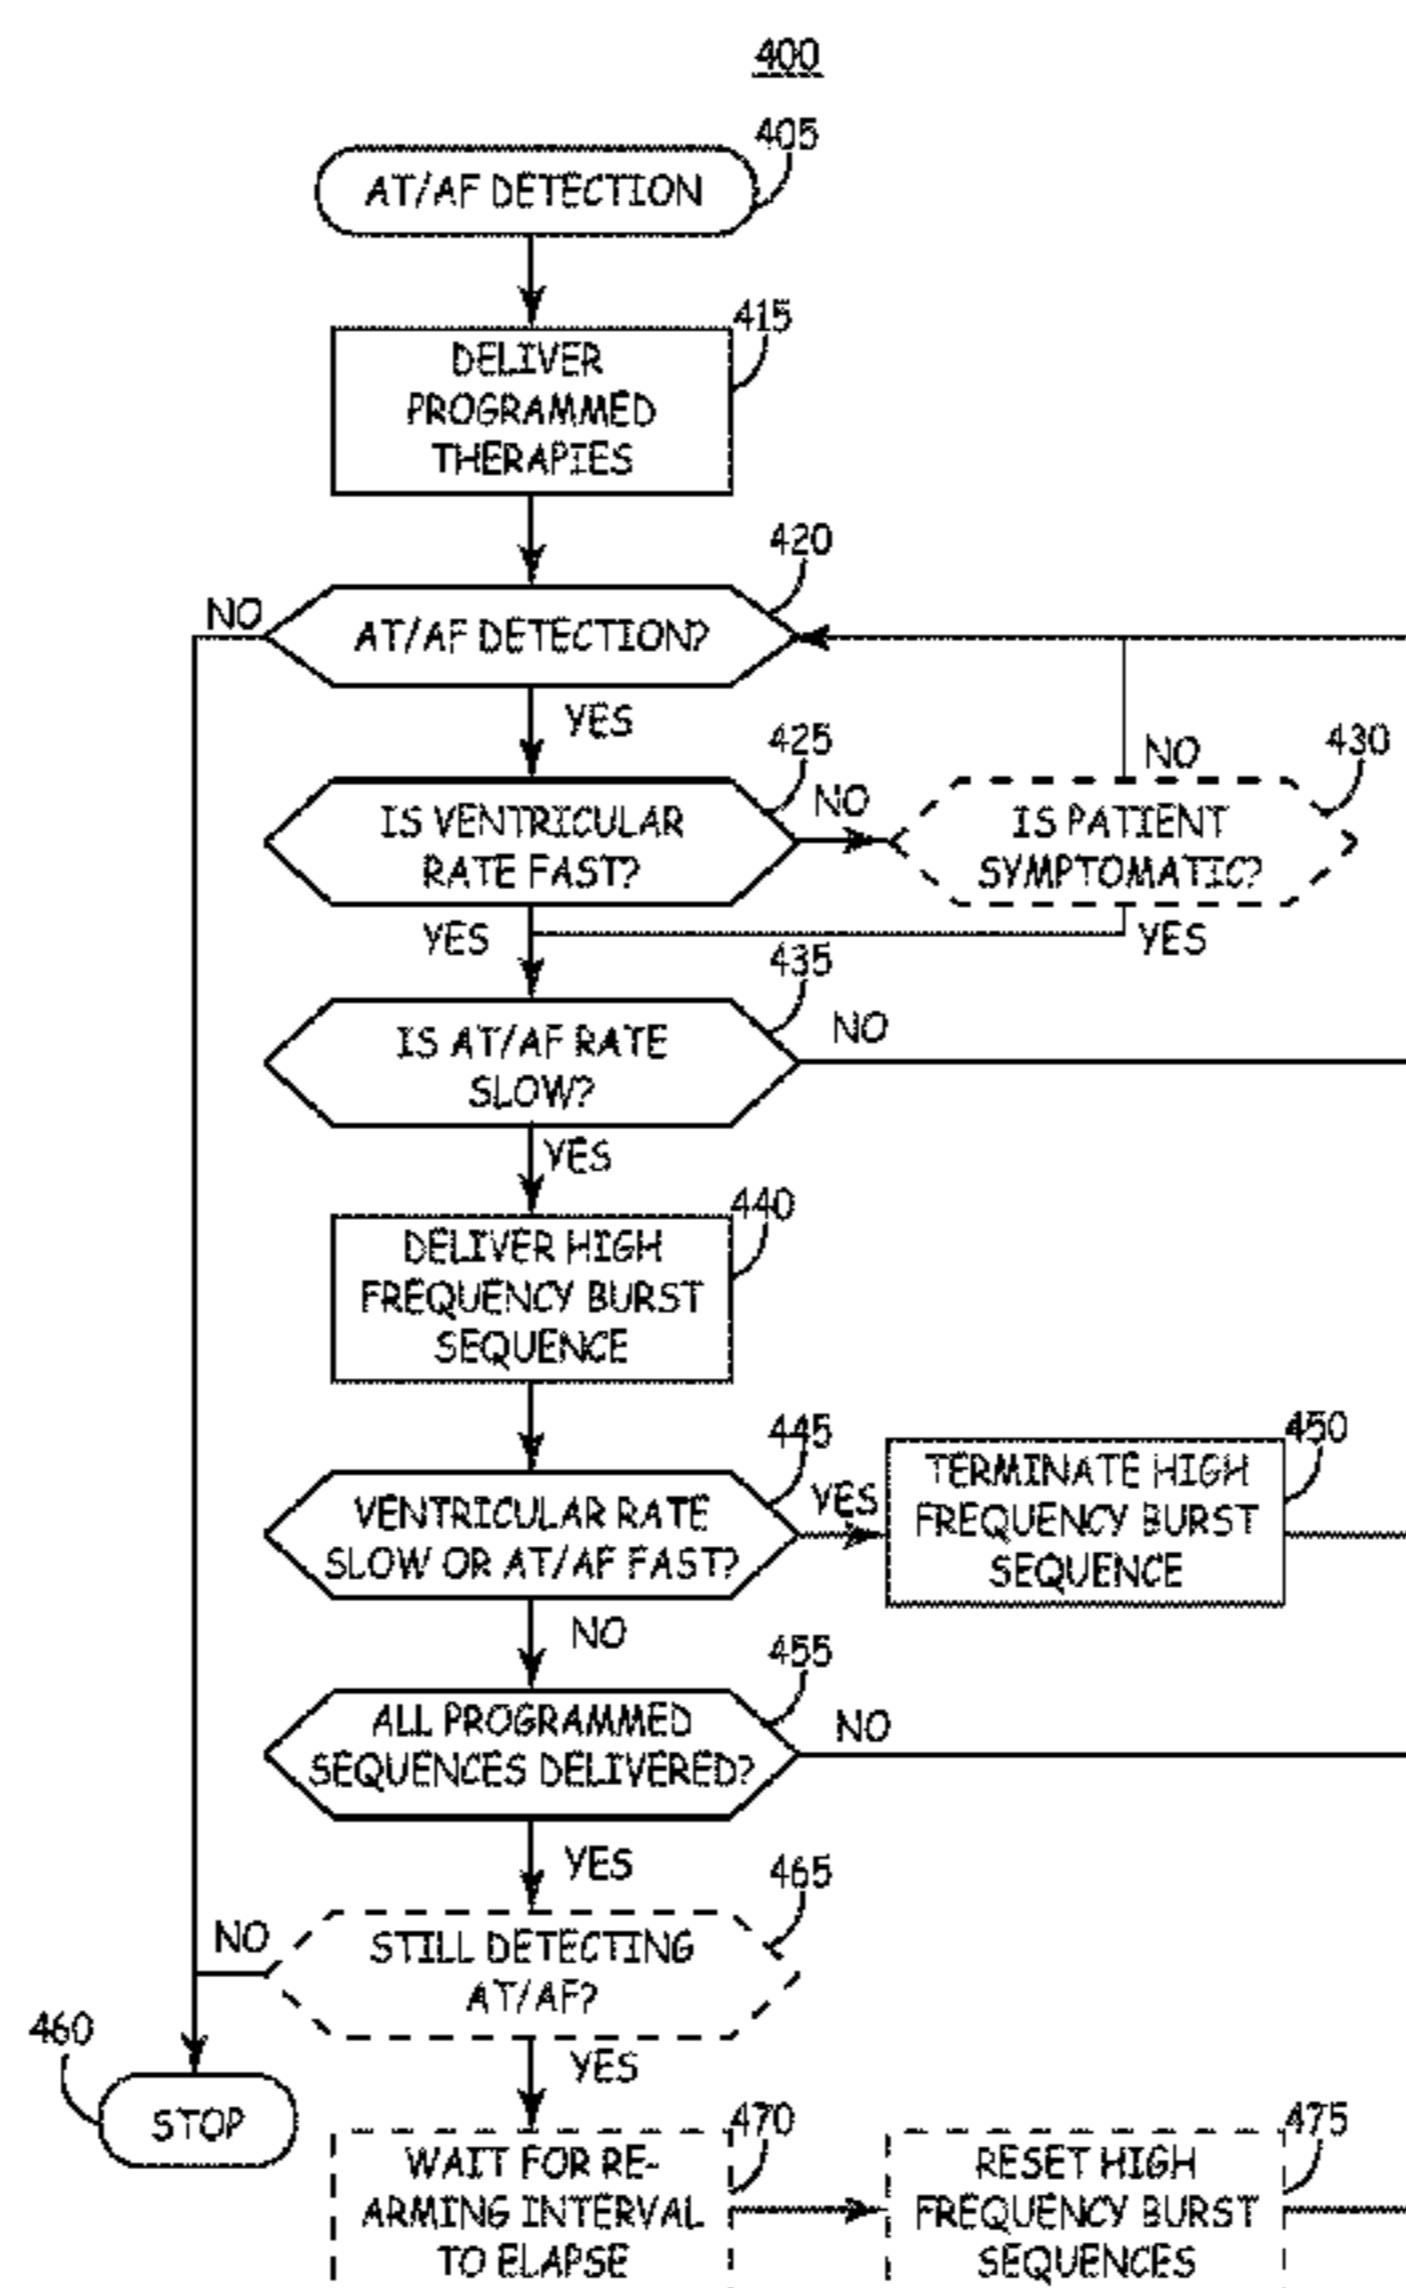 400
405
AT/AF DETECTION
415
DELIVER
PROGRAMMED
THERAPIES
420
NO
AT/AF DETECTION?
YES
425
NO
430
NO
IS VENTRICULAR
RATE FAST?
IS PATIENT
SYMPTOMATIC?
YES
YES
435
NO
IS AT/AF RATE
SLOW?
YES
440
DELIVER HIGH
FREQUENCY BURST
SEQUENCE
445
450
YES
VENTRICULAR RATE
SLOW OR AT/AF FAST?
TERMINATE HIGH
FREQUENCY BURST
SEQUENCE
NO
455
NO
ALL PROGRAMMED
SEQUENCES DELIVERED?
YES
465
NO
STILL DETECTING
AT/AF?
460
YES
STOP
470
475
WAIT FOR RE-
ARMING INTERVAL
TO ELAPSE
RESET HIGH
FREQUENCY BURST
SEQUENCES